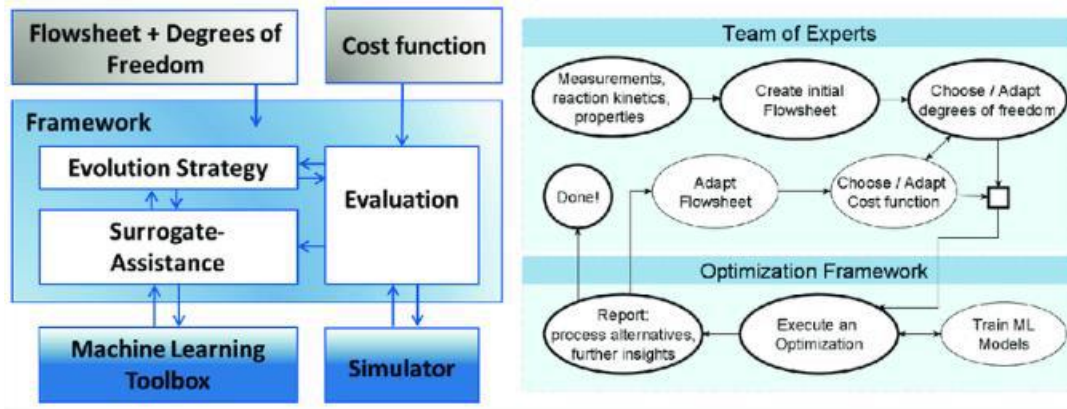 Flowsheet + Degrees of
Freedom
Cost function
Framework
Evolution Strategy
Evaluation
Surrogate-
Assistance
Machine Learning
Toolbox
Simulator
Team of Experts
Measurements,
reaction kinetics,
properties
Create initial
Flowsheet
Choose / Adapt
degrees of freedom
Done!
Adapt
Flowsheet
Choose / Adapt
Cost function
Optimization Framework
Report:
process alternatives,
further insights
Execute an
Optimization
Train ML
Models